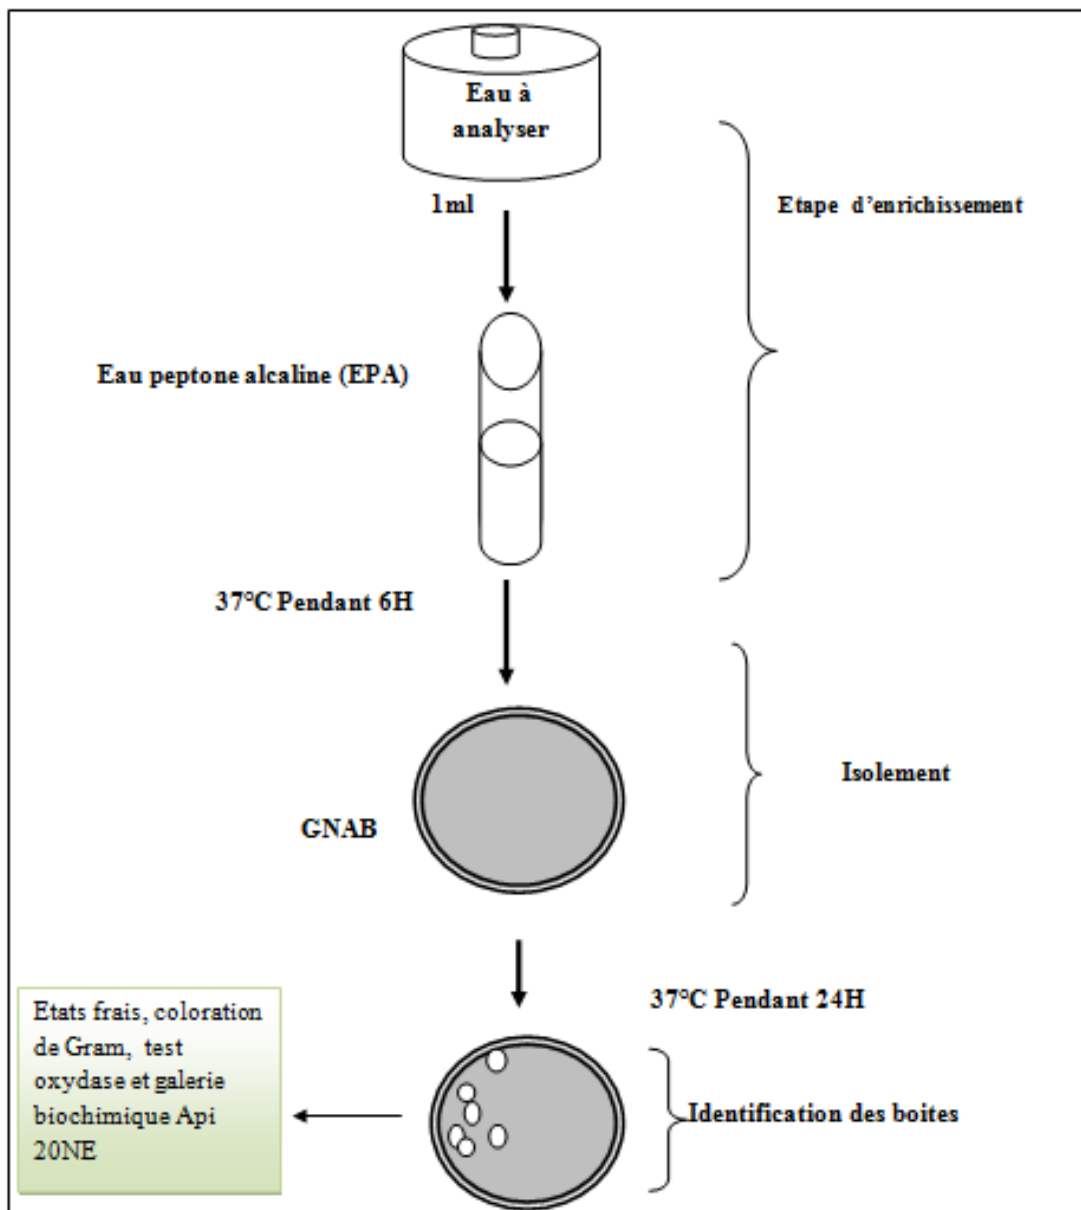 Eau à
analyser
1ml
Etape d'enrichissement
Eau peptone alcaline (EPA)
37°C Pendant 6H
Isolement
GNAB
37°C Pendant 24H
Etats frais, coloration
de Gram, test
oxydase et galerie
biochimique Api
20NE
Identification des boites